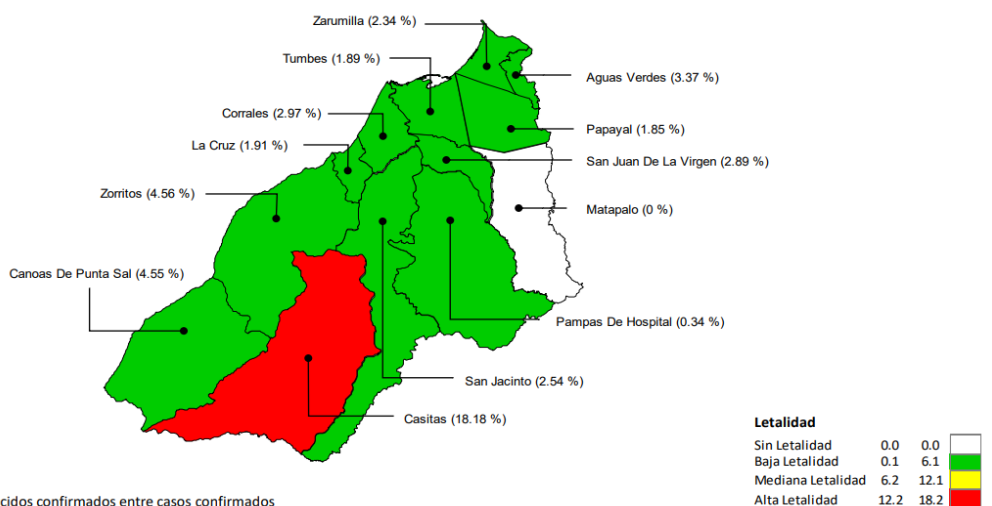 Zarumilla (2.34 %)
Tumbes (1.89 %)
Aguas Verdes (3.37 %)
Corrales (2.97 %)
Papayal (1.85 %)
La Cruz (1.91 %)
San Juan De La Virgen (2.89 %)
Zorritos (4.56 %)
Matapalo (0 %)
Canoas De Punta Sal (4.55 %)
Pampas De Hospital (0.34 %)
San Jacinto (2.54 %)
Casitas (18.18 %)
Letalidad
Sin Letalidad 0.0 0.0
Baja Letalidad 0.1 6.1
Mediana Letalidad 6.2 12.1
Alta Letalidad 12.2 18.2
cidos confirmados entre casos confirmados